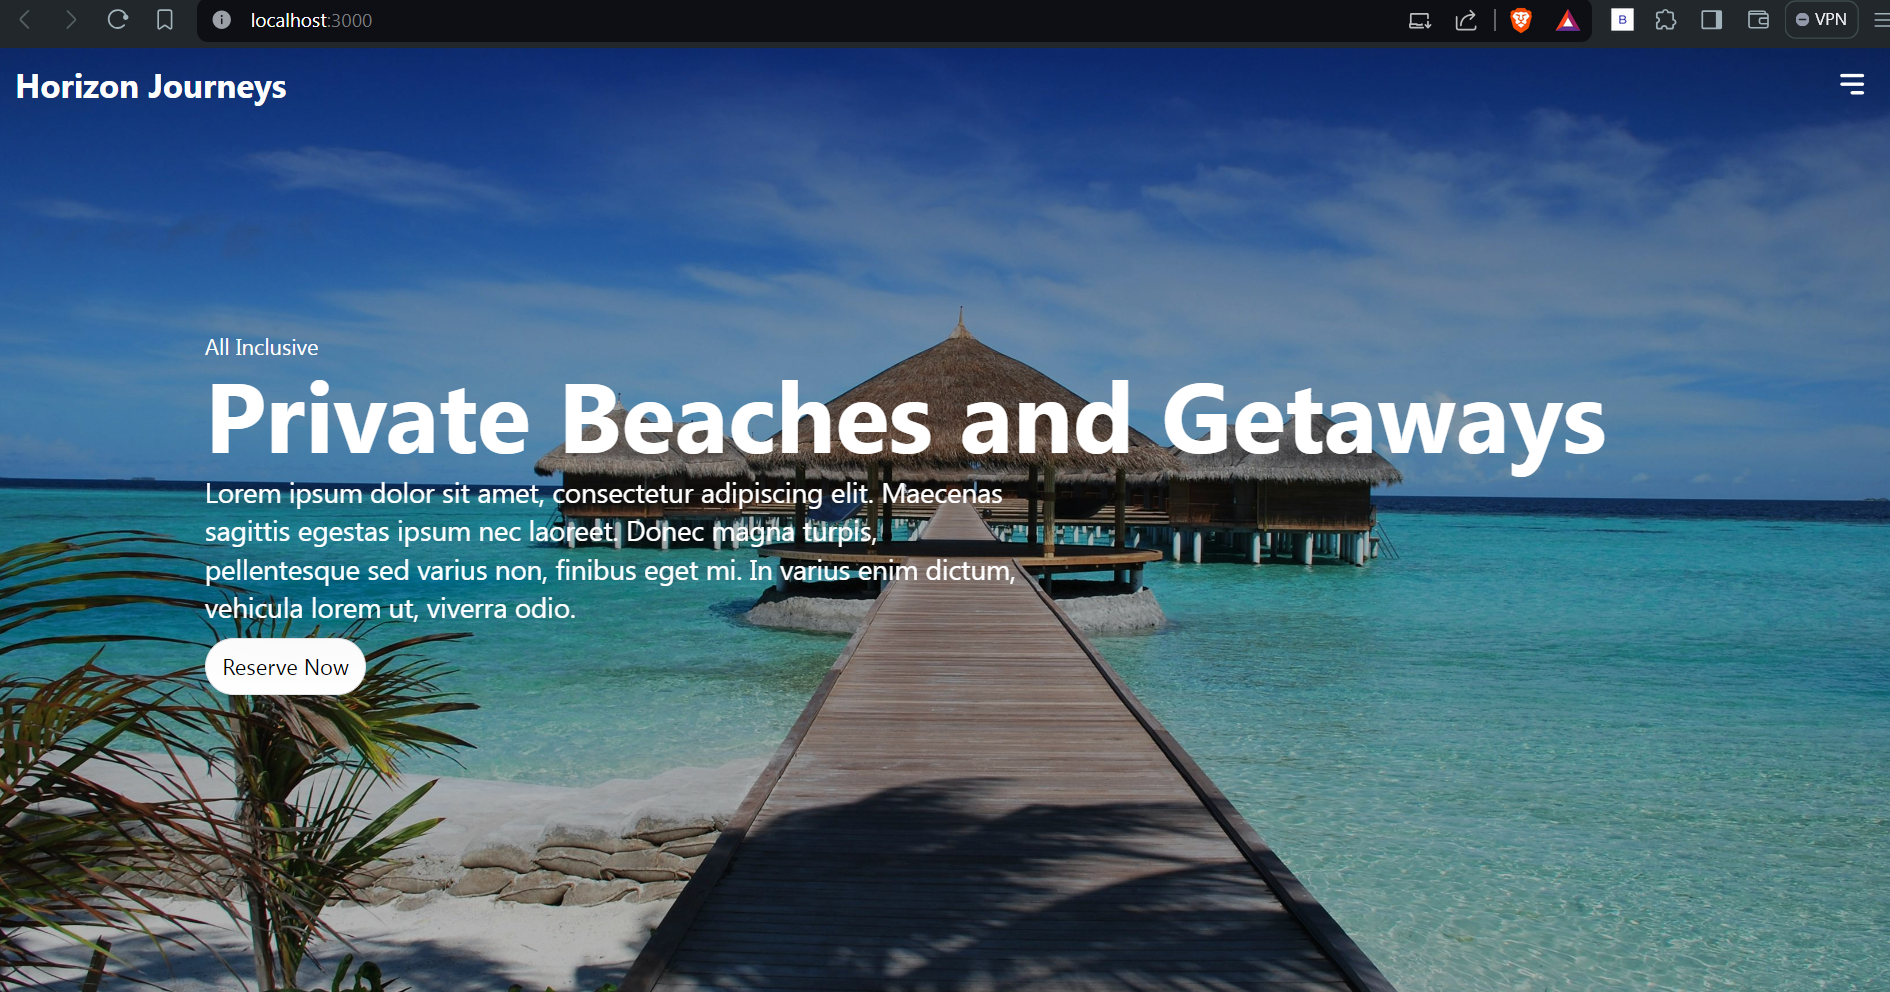 localhost:3000
B
VPN
Horizon Journeys
All Inclusive
Private Beaches and Getaways
Lorem ipsum dolor sit amet, consectetur adipiscing elit. Maecenas
sagittis egestas ipsum nec laoreet. Donec magna turpis,
pellentesque sed varius non, finibus eget mi. In varius enim dictum,
vehicula lorem ut, viverra odio.
Reserve Now